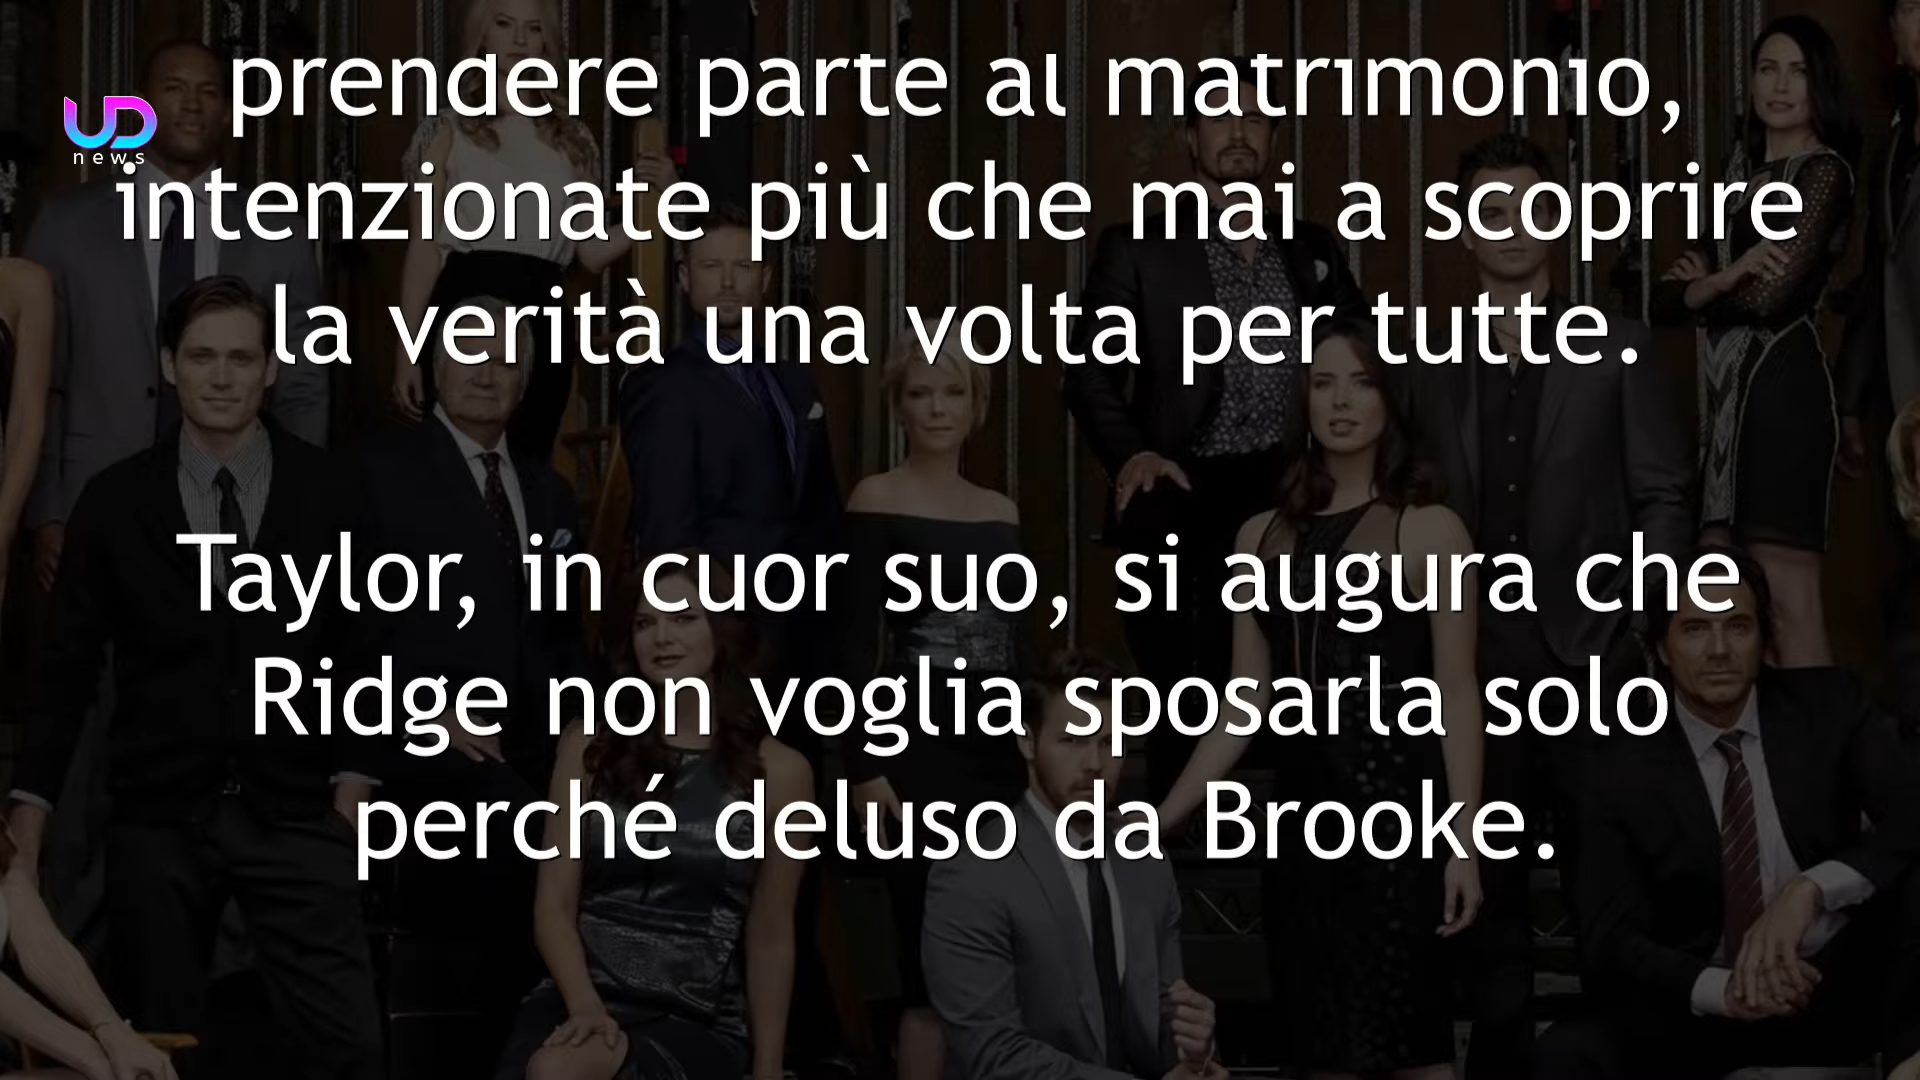 prendere parte al matrimonio,
UD
news
intenzionate più che mai a scoprire
la verità una volta per tutte.
Taylor, in cuor suo, si augura che
Ridge non voglia sposarla solo
perché deluso da Brooke.